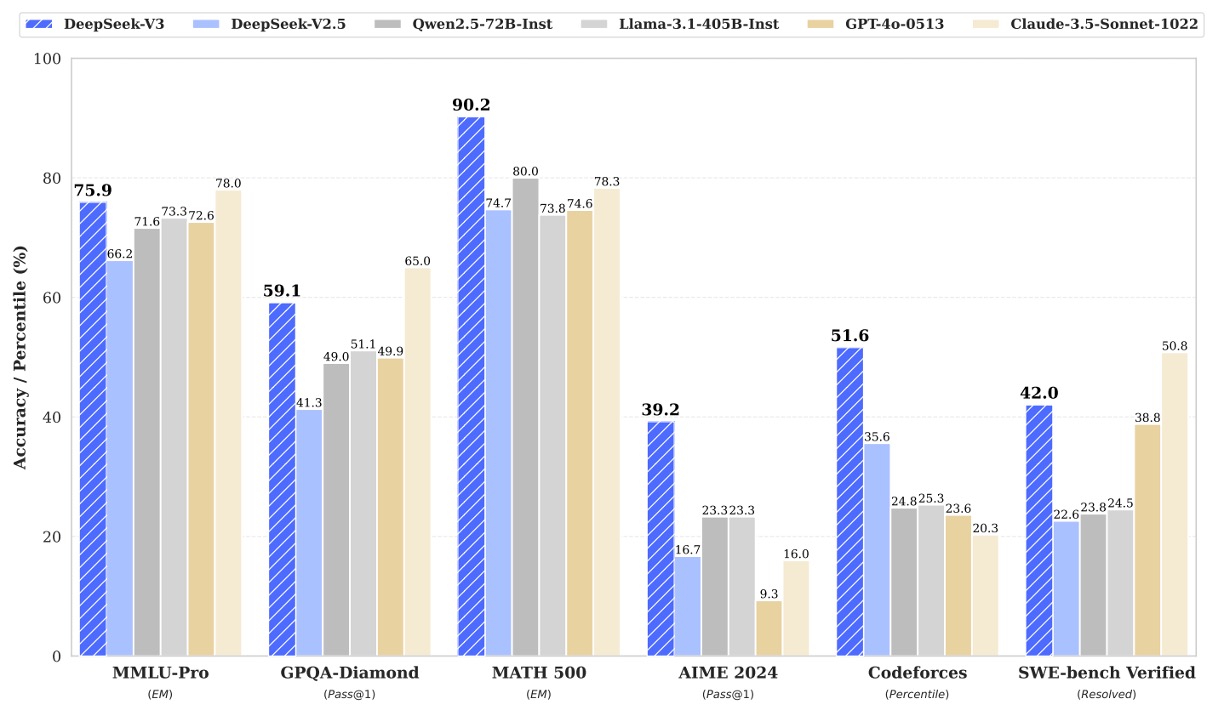 DeepSeek-V3 DeepSeek-V2.5 Qwen2.5-72B-Inst Llama-3.1-405B-Inst GPT-4o-0513 Claude-3.5-Sonnet-1022
Accuracy / Percentile (%)
100
80
60
40
20
0
75.9 66.2 71.6 73.3 72.6 78.0
59.1 41.3 49.0 51.1 49.9 65.0
90.2 74.7 80.0 73.8 74.6 78.3
39.2 16.7 23.3 23.3 9.3 16.0
51.6 35.6 24.8 25.3 23.6 20.3
42.0 22.6 23.8 24.5 38.8 50.8
MMLU-Pro GPQA-Diamond MATH 500 AIME 2024 Codeforces SWE-bench Verified
(EM) (Pass@1) (EM) (Pass@1) (Percentile) (Resolved)